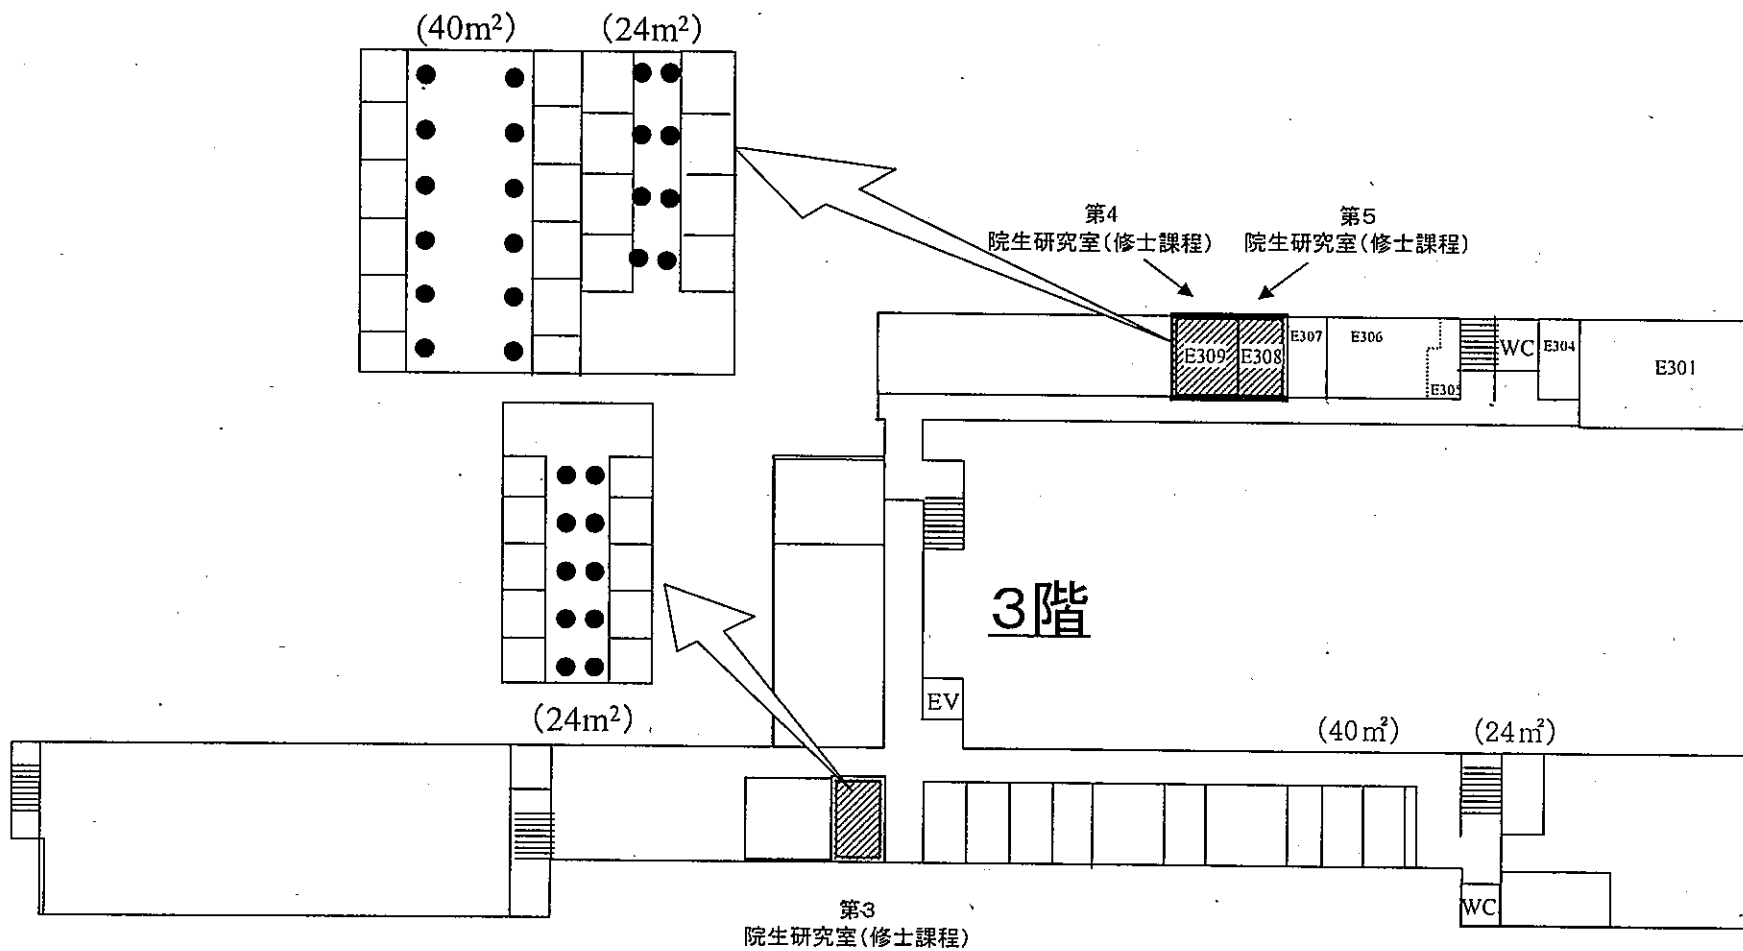 (40m²)
(24m²)
第4
院生研究室(修士課程)
第5
院生研究室(修士課程)
E309
E308
E307
E306
E305
WC
E304
E301
3階
EV
(24m²)
(40㎡)
(24㎡)
WC
第3
院生研究室(修士課程)